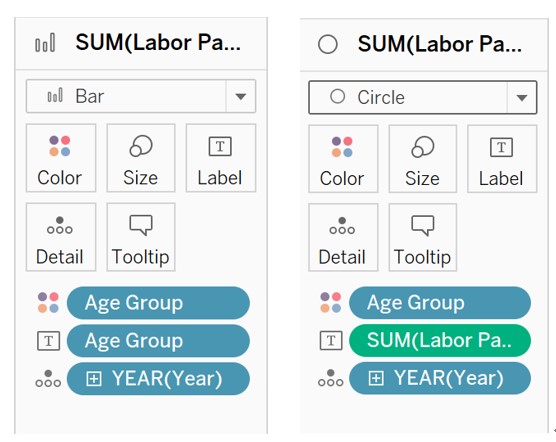 SUM(Labor Pa...
Bar
Color
Size
T
Label
Detail
Tooltip
Age Group
T
Age Group
YEAR(Year)
SUM(Labor Pa...
Circle
Color
Size
T
Label
Detail
Tooltip
Age Group
T
SUM(Labor Pa..
YEAR(Year)